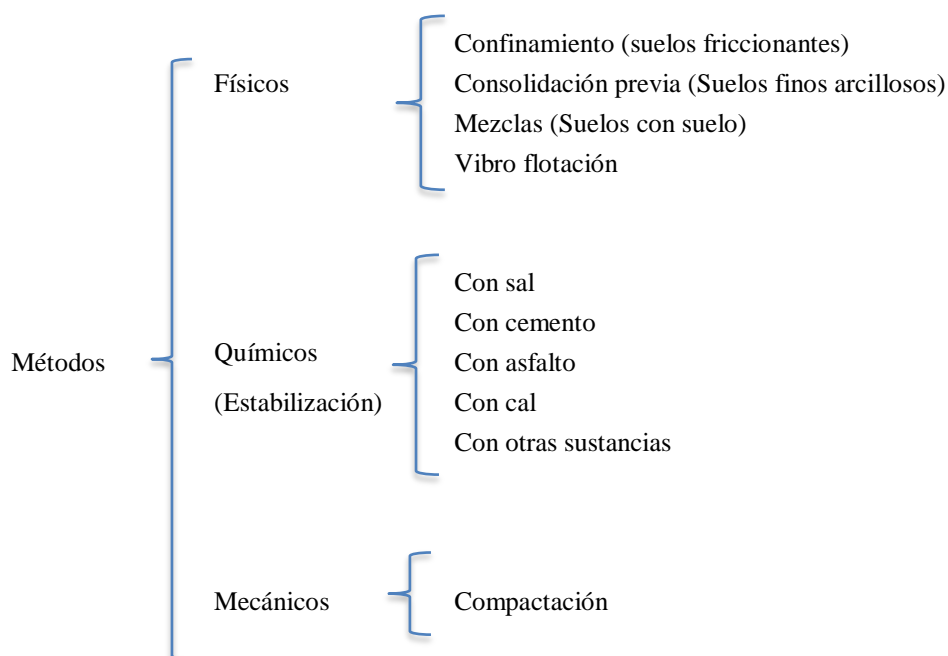 Métodos
Físicos
Confinamiento (suelos friccionantes)
Consolidación previa (Suelos finos arcillosos)
Mezclas (Suelos con suelo)
Vibro flotación
Químicos
(Estabilización)
Con sal
Con cemento
Con asfalto
Con cal
Con otras sustancias
Mecánicos
Compactación